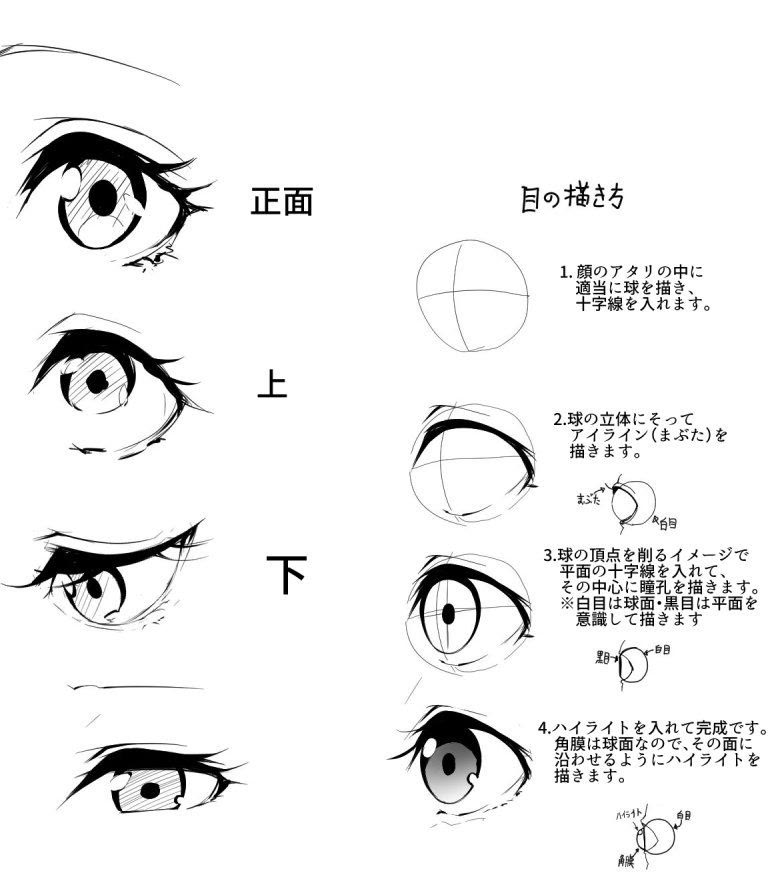 正面
上
下
目の描き方
1. 顔のアタリの中に
適当に球を描き、
十字線を入れます。
2.球の立体にそって
アイライン（まぶた）を
描きます。
まぶた
白目
3.球の頂点を削るイメージで
平面の十字線を入れて、
その中心に瞳孔を描きます。
※白目は球面・黒目は平面を
意識して描きます
黒目
白目
4.ハイライトを入れて完成です。
角膜は球面なので、その面に
沿わせるようにハイライトを
描きます。
ハイライト
白目
角膜